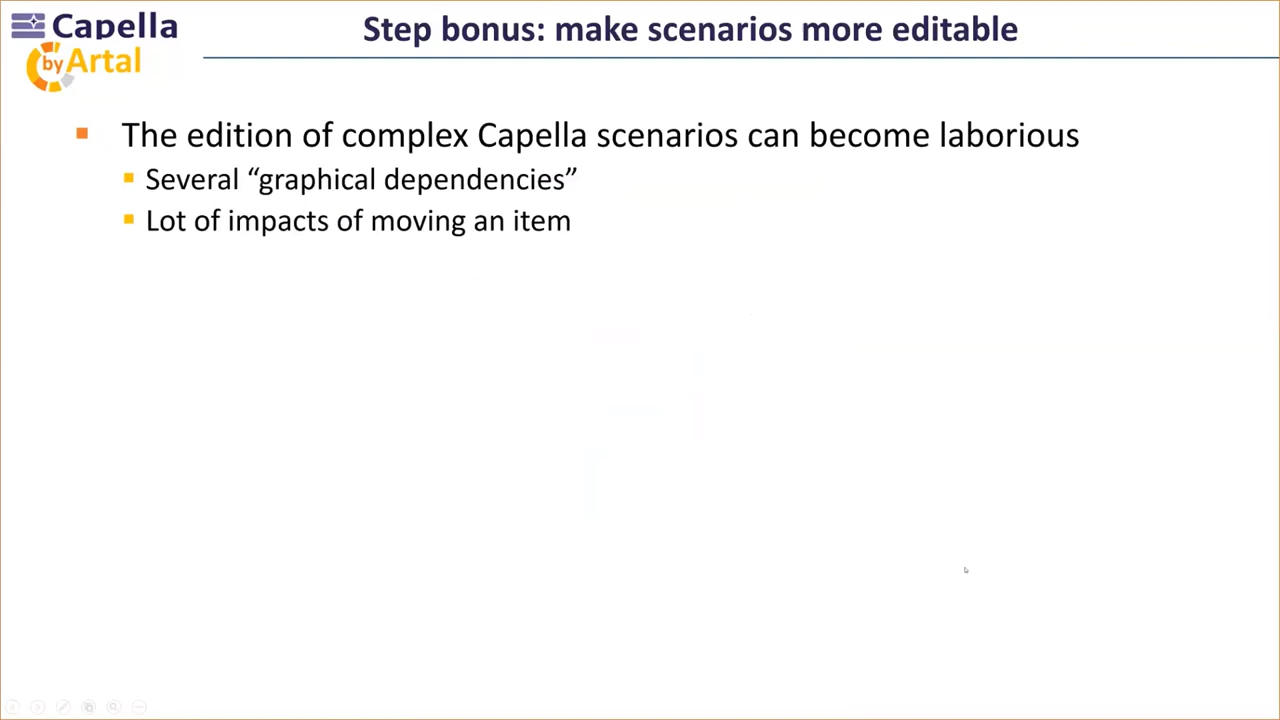 Capella
by Artal
Step bonus: make scenarios more editable
The edition of complex Capella scenarios can become laborious
Several “graphical dependencies”
Lot of impacts of moving an item